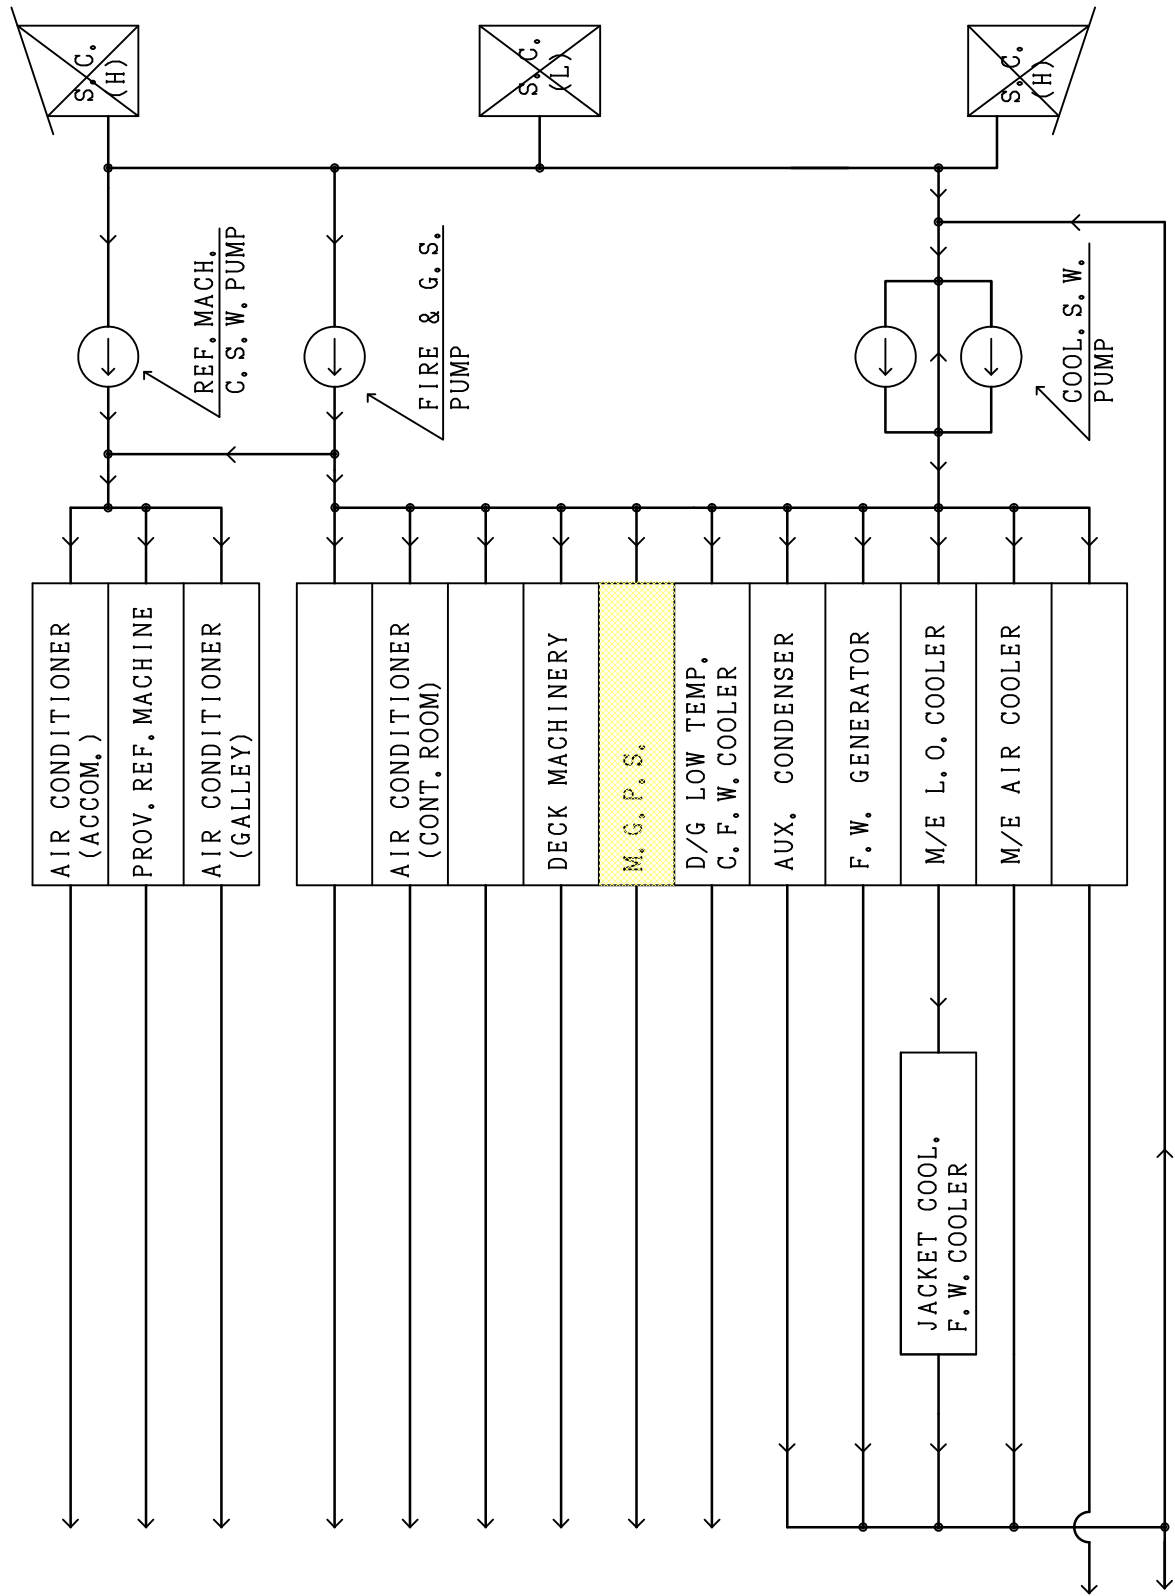 S.C.
(H)
S.C.
(L)
S.C.
(H)
REF.MACH.
C.S.W.PUMP
FIRE & G.S.
PUMP
COOL.S.W.
PUMP
AIR CONDITIONER
(ACCOM.)
PROV.REF.MACHINE
AIR CONDITIONER
(GALLEY)
AIR CONDITIONER
(CONT.ROOM)
DECK MACHINERY
M.G.P.S.
D/G LOW TEMP.
C.F.W.COOLER
AUX. CONDENSER
F.W. GENERATOR
M/E L.O.COOLER
M/E AIR COOLER
JACKET COOL.
F.W.COOLER